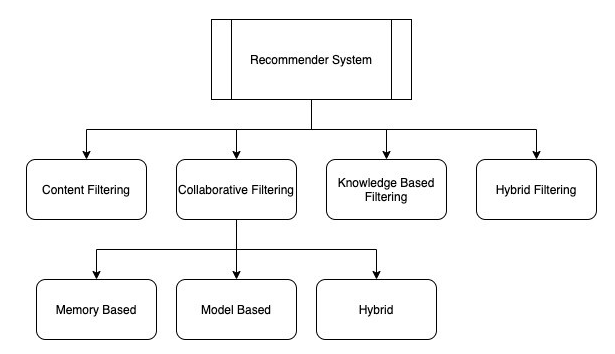 Recommender System
Content Filtering
Collaborative Filtering
Knowledge Based
Filtering
Hybrid Filtering
Memory Based
Model Based
Hybrid